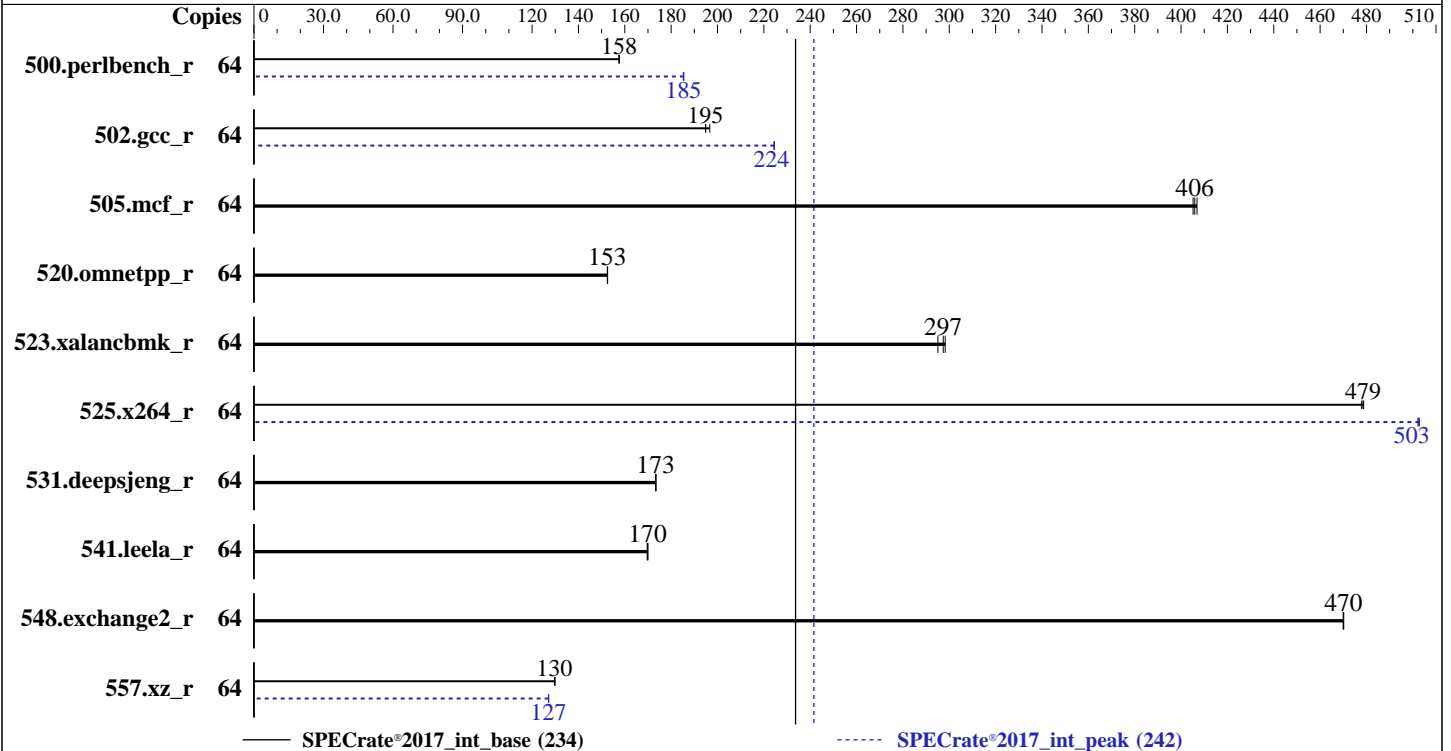 Copies 0 30.0 60.0 90.0 120 140 160 180 200 220 240 260 280 300 320 340 360 380 400 420 440 460 480 510
158
500.perlbench_r 64
185
195
502.gcc_r 64
224
406
505.mcf_r 64
153
520.omnetpp_r 64
297
523.xalancbmk_r 64
479
525.x264_r 64
503
173
531.deepsjeng_r 64
170
541.leela_r 64
470
548.exchange2_r 64
130
557.xz_r 64
127
SPECrate®2017_int_base (234) SPECrate®2017_int_peak (242)